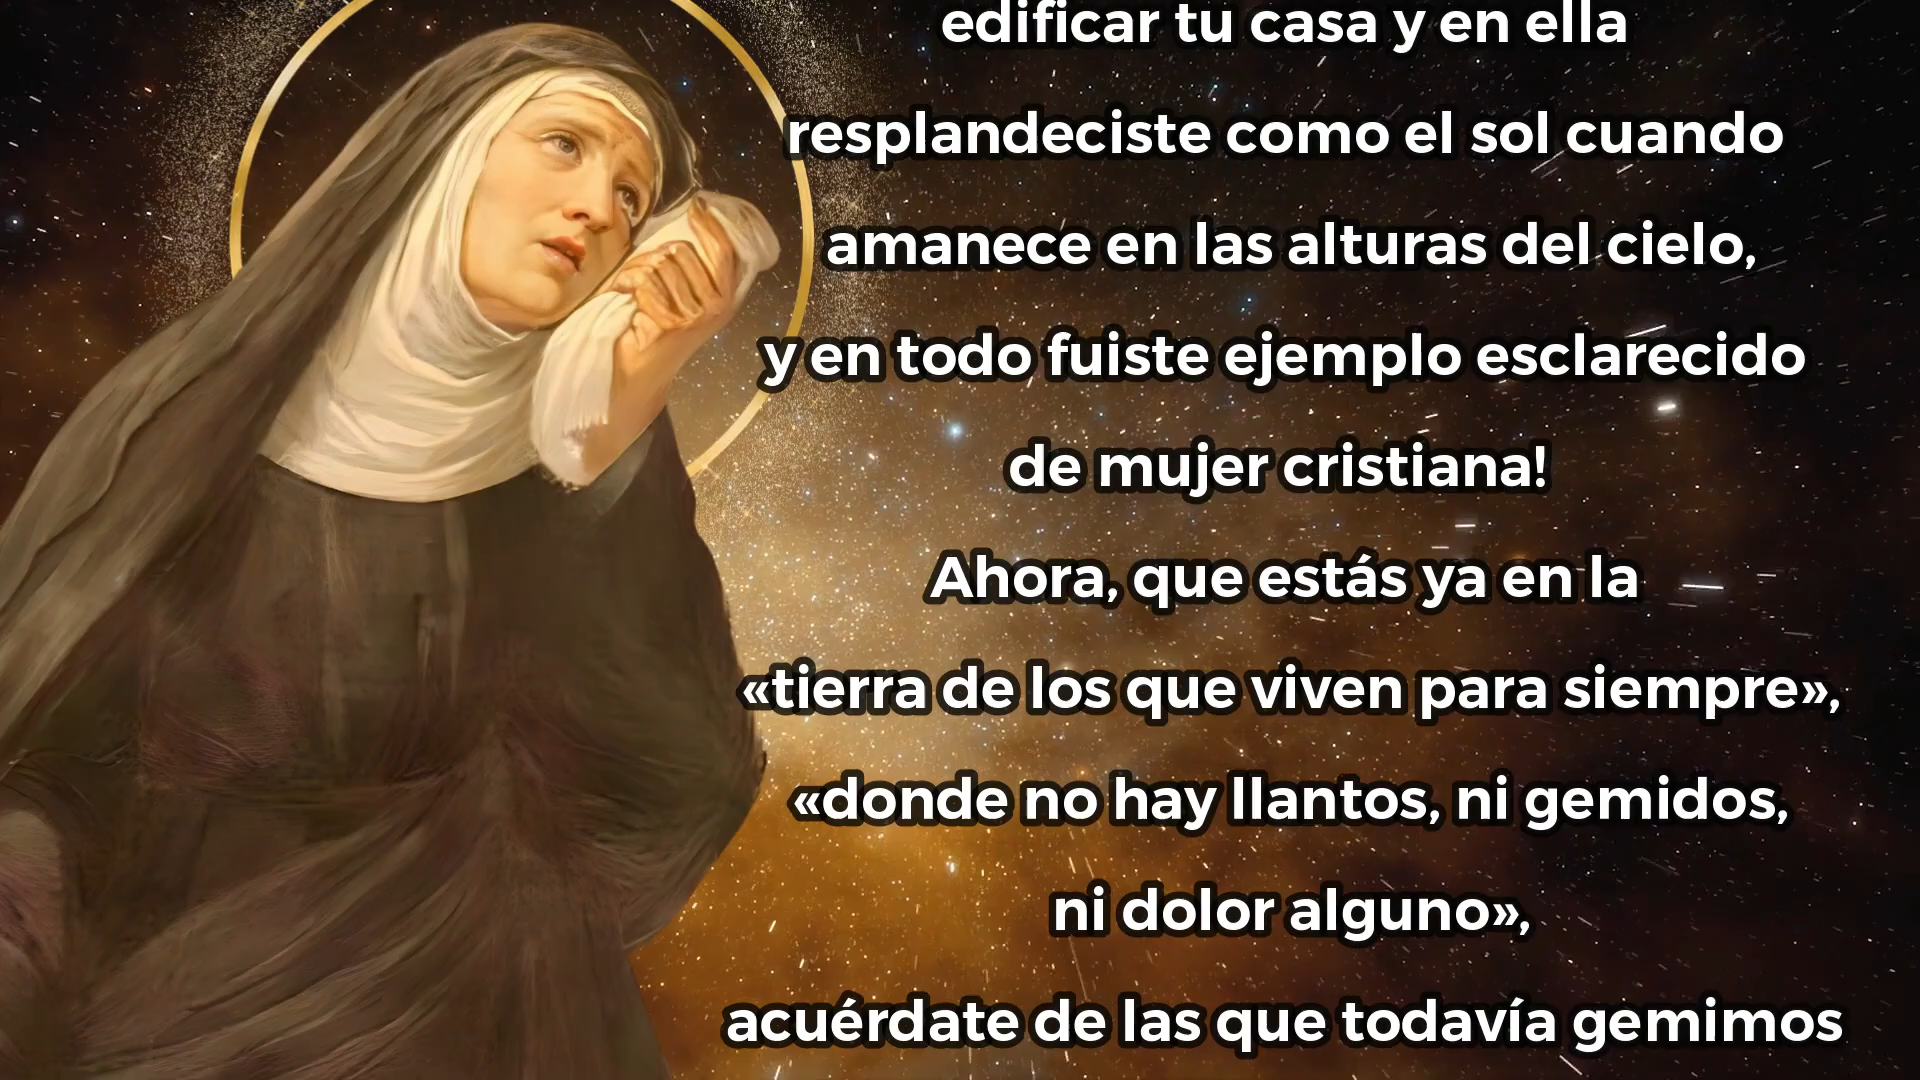 edificar tu casa y en ella
resplandeciste como el sol cuando
amanece en las alturas del cielo,
y en todo fuiste ejemplo esclarecido
de mujer cristiana!
Ahora, que estás ya en la
«tierra de los que viven para siempre»,
«donde no hay llantos, ni gemidos,
ni dolor alguno»,
acuérdate de las que todavía gemimos